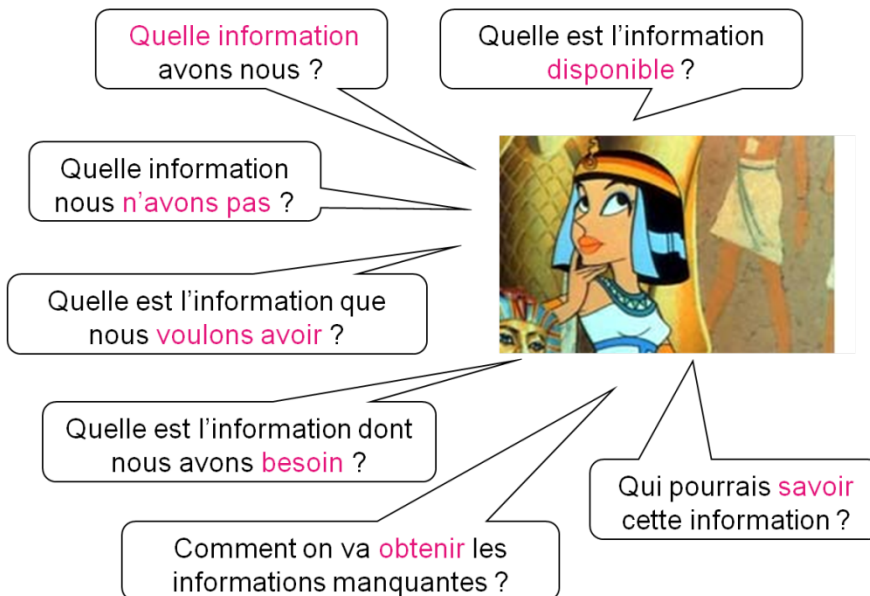 Quelle information
avons nous ?
Quelle est l’information
disponible ?
Quelle information
nous n’avons pas ?
Quelle est l’information que
nous voulons avoir ?
Quelle est l’information dont
nous avons besoin ?
Qui pourrais savoir
cette information ?
Comment on va obtenir les
informations manquantes ?